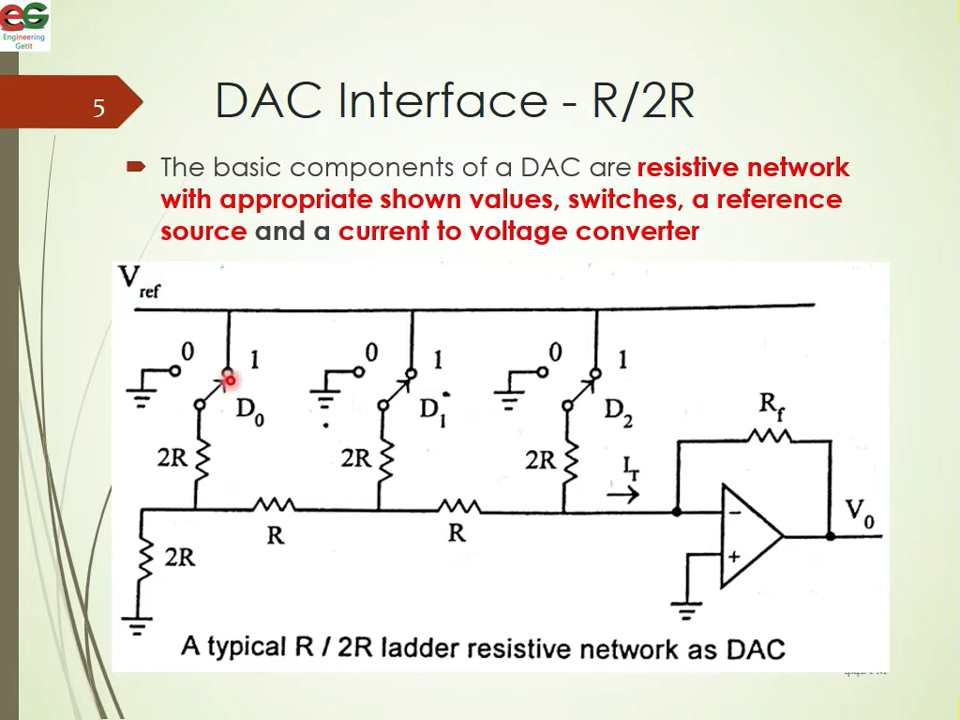 EG
Engineering
Getit
5
DAC Interface - R/2R
The basic components of a DAC are resistive network
with appropriate shown values, switches, a reference
source and a current to voltage converter
Vref
0 1 0 1 0 1
D0 D1 D2
Rf
2R 2R 2R IT
V0
R R
2R
- +
A typical R / 2R ladder resistive network as DAC